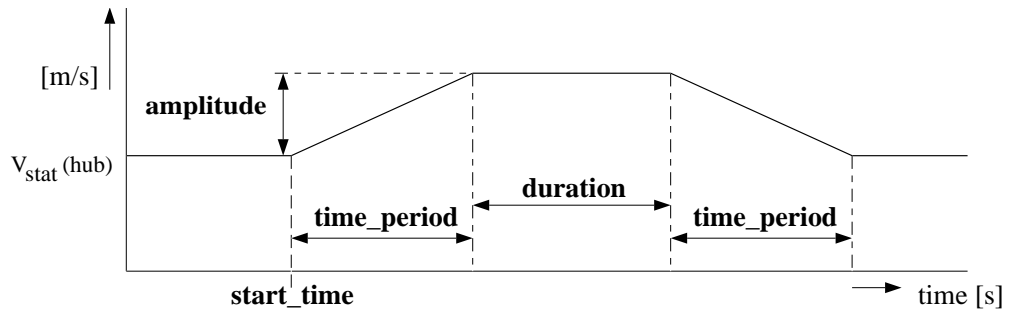 [m/s]
amplitude
V_stat (hub)
duration
time_period
time_period
start_time
time [s]